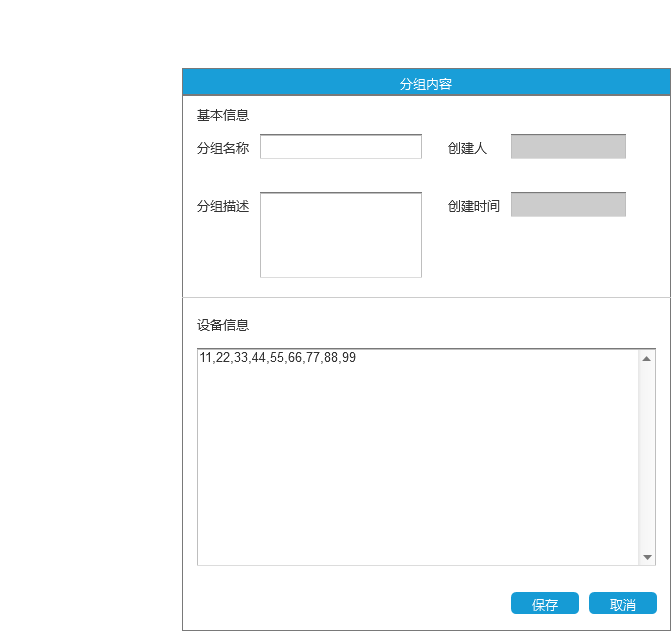 分组内容
基本信息
分组名称 创建人
分组描述 创建时间
设备信息
11,22,33,44,55,66,77,88,99
保存 取消